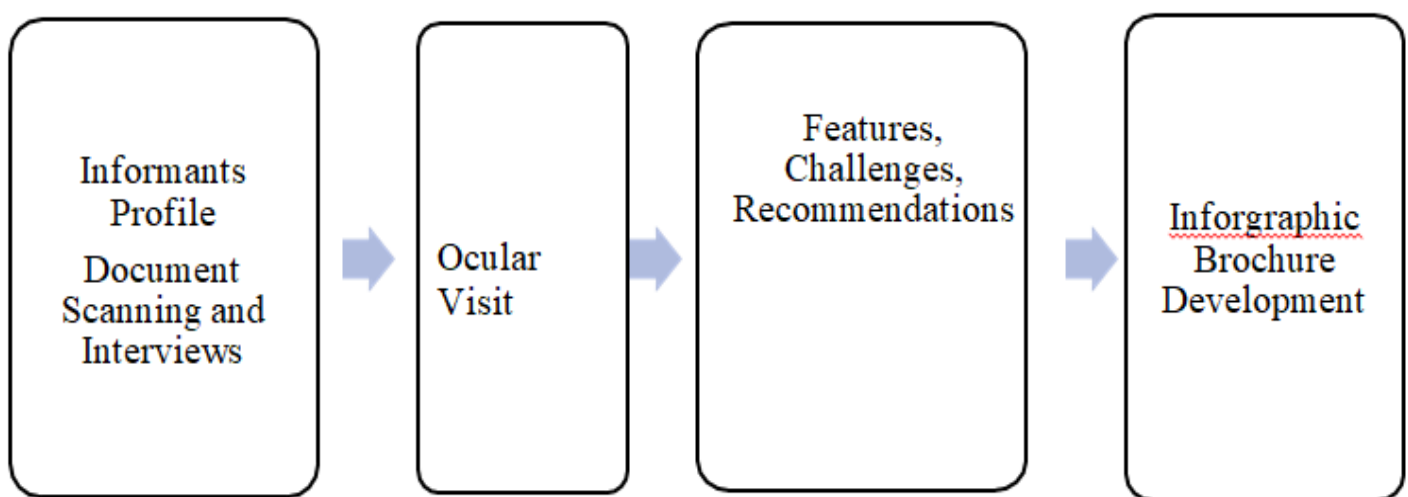 Informants
Profile
Document
Scanning and
Interviews
Ocular
Visit
Features,
Challenges,
Recommendations
Inforgraphic
Brochure
Development